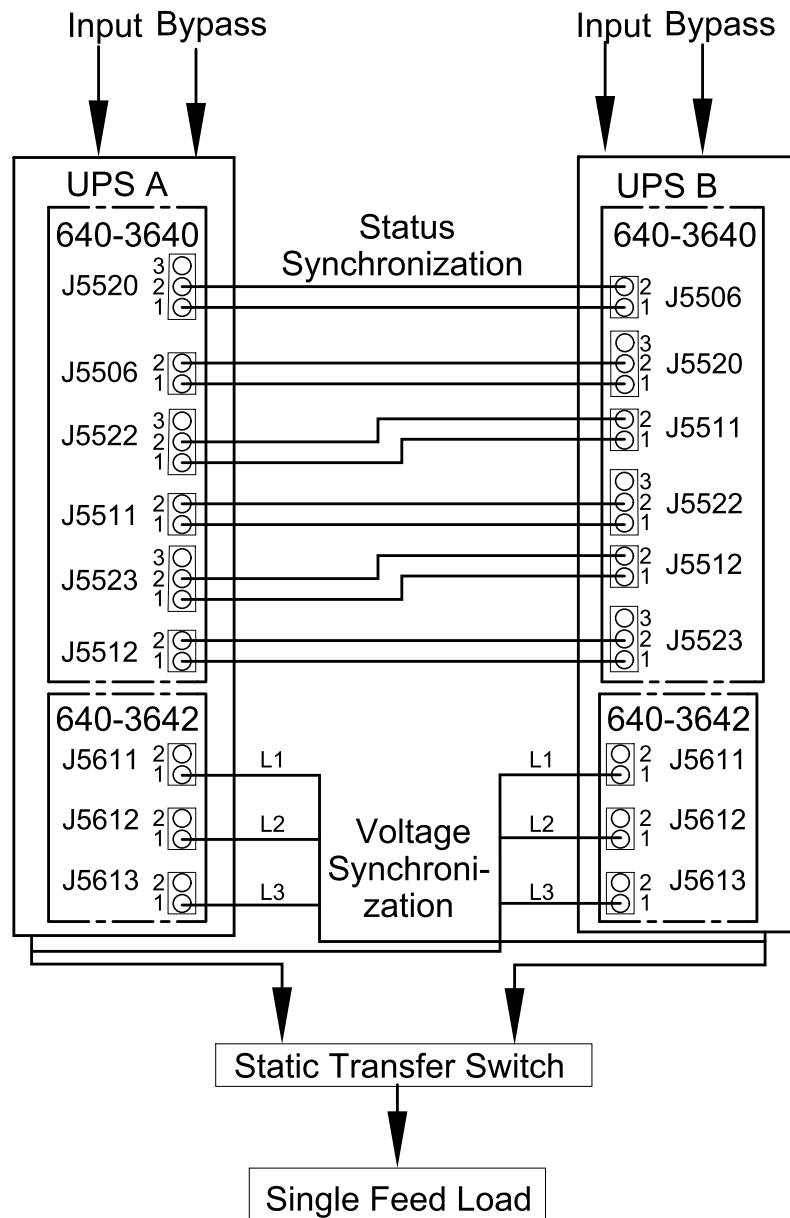 Input Bypass
Input Bypass
UPS A
UPS B
640-3640
640-3640
Status
Synchronization
J5520
3
2
1
2
1
J5506
J5506
2
1
3
2
1
J5520
J5522
3
2
1
2
1
J5511
J5511
2
1
3
2
1
J5522
J5523
3
2
1
2
1
J5512
J5512
2
1
3
2
1
J5523
640-3642
640-3642
J5611
2
1
L1
L1
2
1
J5611
J5612
2
1
L2
L2
2
1
J5612
J5613
2
1
L3
L3
2
1
J5613
Voltage
Synchroni-
zation
Static Transfer Switch
Single Feed Load